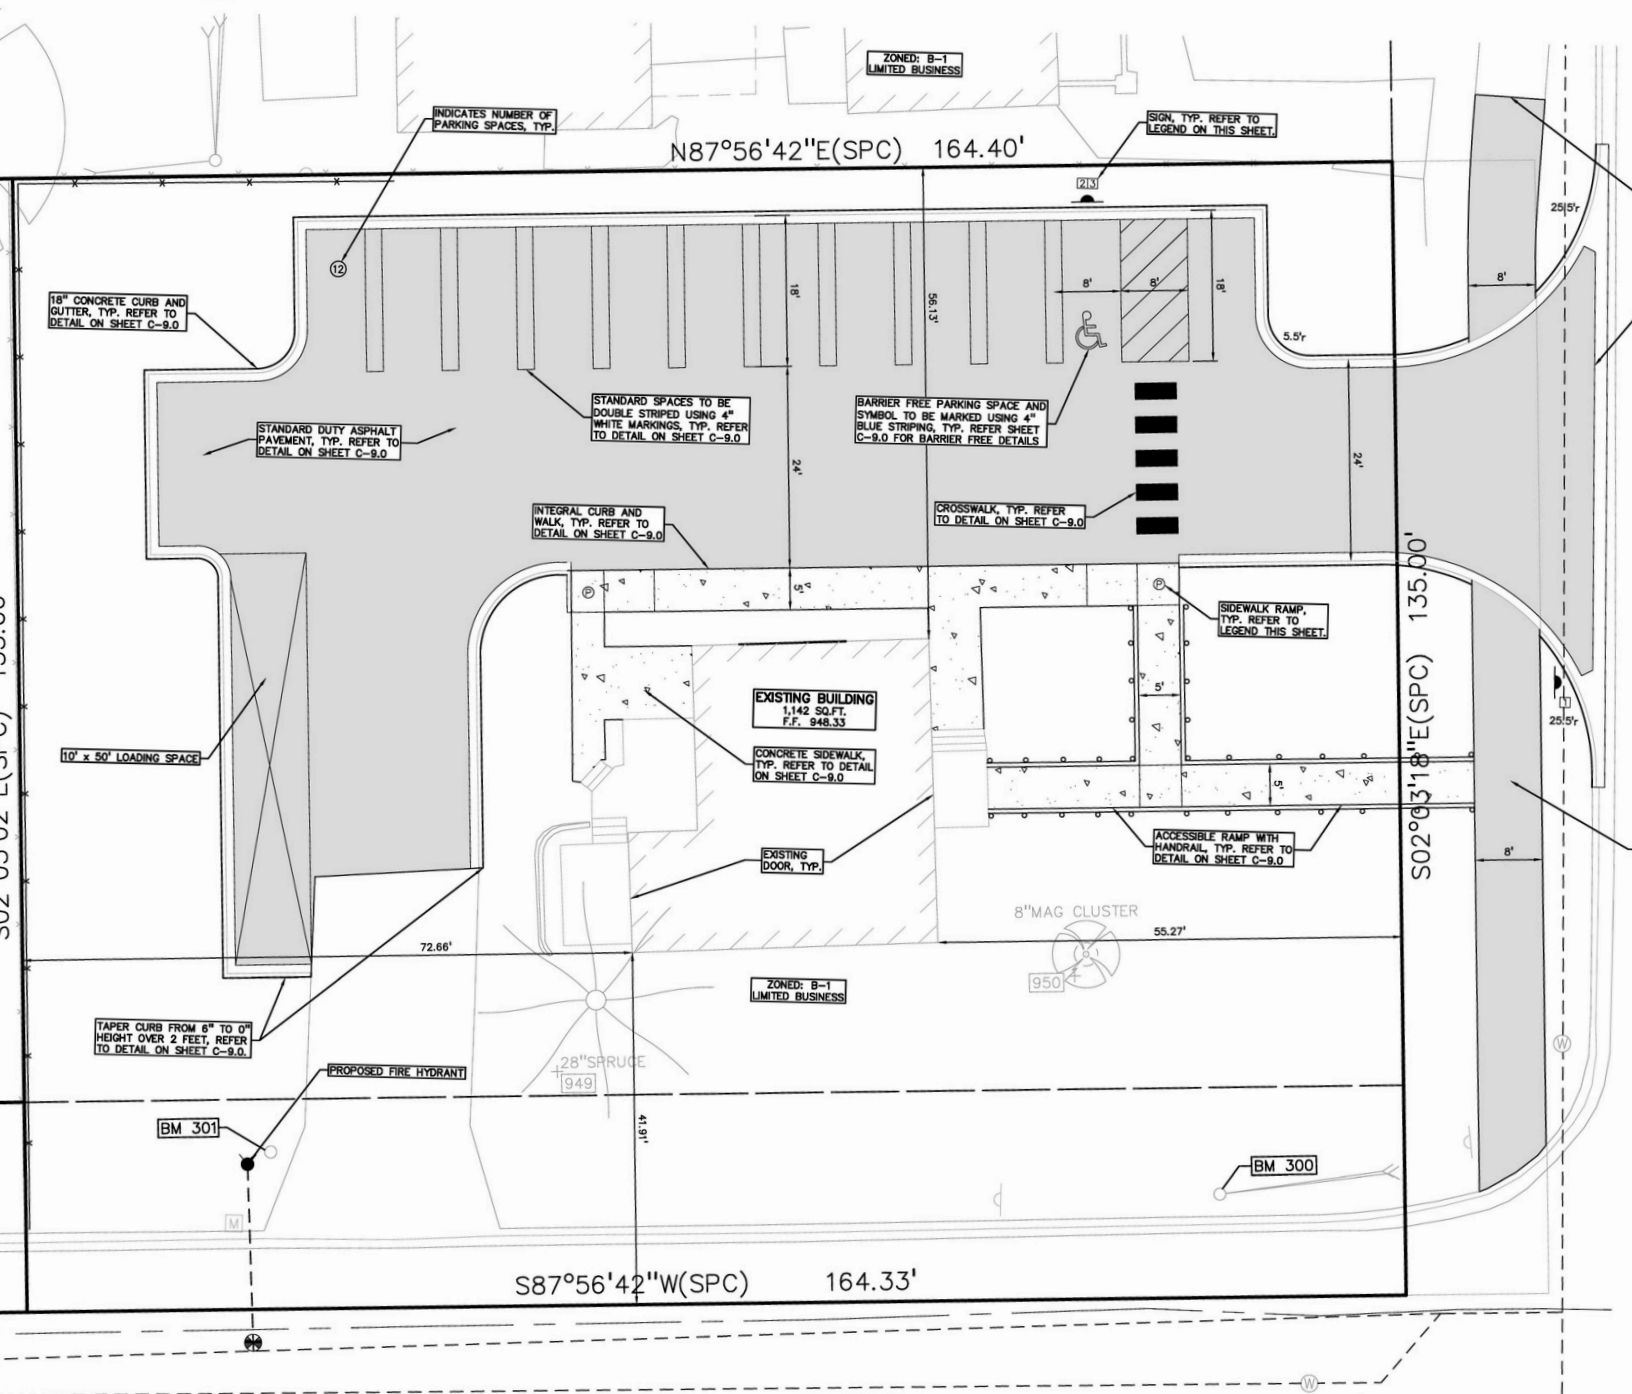 ZONED: B-1
LIMITED BUSINESS
INDICATES NUMBER OF
PARKING SPACES, TYP.
SIGN, TYP. REFER TO
LEGEND ON THIS SHEET.
N87°56'42"E(SPC) 164.40'
2 3
25.5'r
12
18'
56.13'
8'
8'
18'
8'
18" CONCRETE CURB AND
GUTTER, TYP. REFER TO
DETAIL ON SHEET C-9.0
5.5'r
STANDARD SPACES TO BE
DOUBLE STRIPED USING 4"
WHITE MARKINGS, TYP. REFER
TO DETAIL ON SHEET C-9.0
BARRIER FREE PARKING SPACE AND
SYMBOL TO BE MARKED USING 4"
BLUE STRIPING, TYP. REFER SHEET
C-9.0 FOR BARRIER FREE DETAILS
STANDARD DUTY ASPHALT
PAVEMENT, TYP. REFER TO
DETAIL ON SHEET C-9.0
24'
24'
INTEGRAL CURB AND
WALK, TYP. REFER TO
DETAIL ON SHEET C-9.0
CROSSWALK, TYP. REFER
TO DETAIL ON SHEET C-9.0
S02°03'18"E(SPC) 135.00'
P
5'
P
SIDEWALK RAMP,
TYP. REFER TO
LEGEND THIS SHEET.
EXISTING BUILDING
1,142 SQ.FT.
F.F. 948.33
5'
1
25.5'r
10' x 50' LOADING SPACE
CONCRETE SIDEWALK,
TYP. REFER TO DETAIL
ON SHEET C-9.0
5'
EXISTING
DOOR, TYP.
ACCESSIBLE RAMP WITH
HANDRAIL, TYP. REFER TO
DETAIL ON SHEET C-9.0
8'
8"MAG CLUSTER
72.66'
55.27'
950
ZONED: B-1
LIMITED BUSINESS
TAPER CURB FROM 6" TO 0"
HEIGHT OVER 2 FEET, REFER
TO DETAIL ON SHEET C-9.0.
W
28"SPRUCE
949
PROPOSED FIRE HYDRANT
BM 301
41.91'
BM 300
M
S87°56'42"W(SPC) 164.33'
W